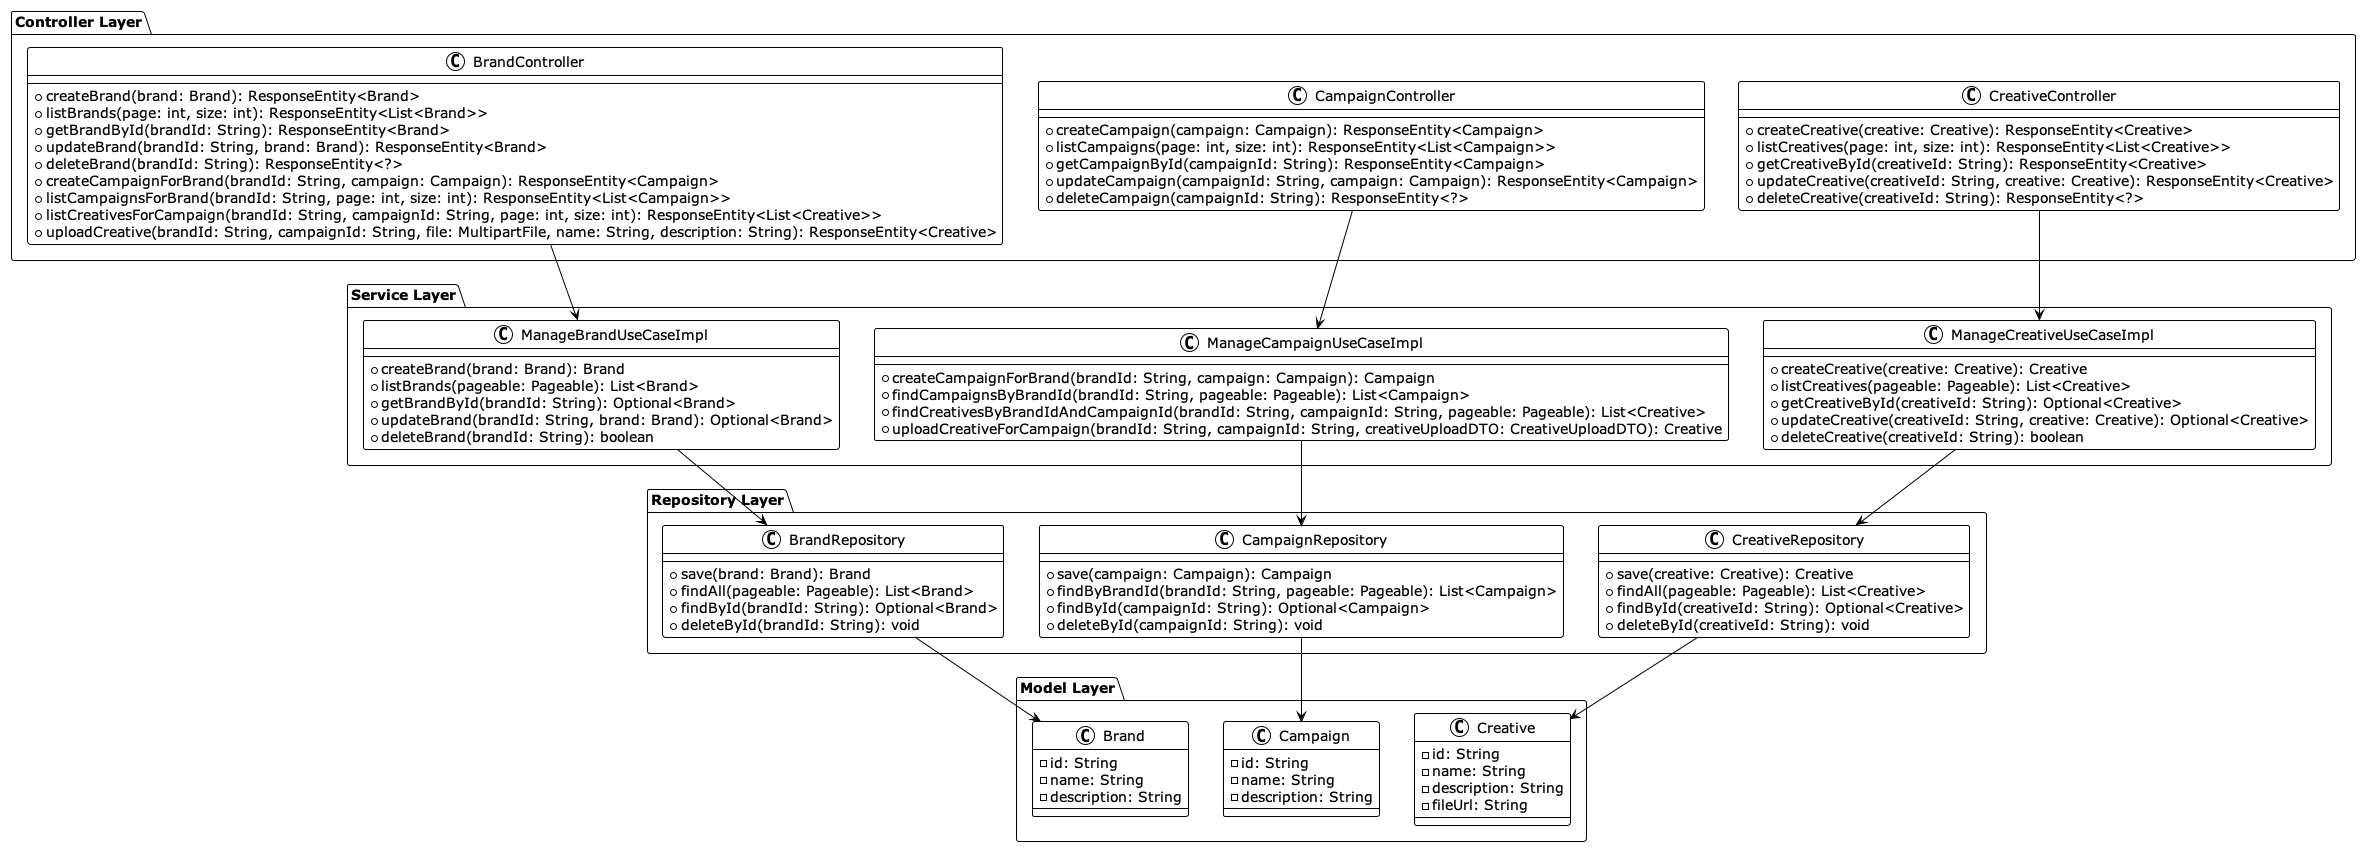 Controller Layer
C BrandController
createBrand(brand: Brand): ResponseEntity<Brand>
listBrands(page: int, size: int): ResponseEntity<List<Brand>>
getBrandById(brandId: String): ResponseEntity<Brand>
updateBrand(brandId: String, brand: Brand): ResponseEntity<Brand>
deleteBrand(brandId: String): ResponseEntity<?>
createCampaignForBrand(brandId: String, campaign: Campaign): ResponseEntity<Campaign>
listCampaignsForBrand(brandId: String, page: int, size: int): ResponseEntity<List<Campaign>>
listCreativesForCampaign(brandId: String, campaignId: String, page: int, size: int): ResponseEntity<List<Creative>>
uploadCreative(brandId: String, campaignId: String, file: MultipartFile, name: String, description: String): ResponseEntity<Creative>
C CampaignController
createCampaign(campaign: Campaign): ResponseEntity<Campaign>
listCampaigns(page: int, size: int): ResponseEntity<List<Campaign>>
getCampaignById(campaignId: String): ResponseEntity<Campaign>
updateCampaign(campaignId: String, campaign: Campaign): ResponseEntity<Campaign>
deleteCampaign(campaignId: String): ResponseEntity<?>
C CreativeController
createCreative(creative: Creative): ResponseEntity<Creative>
listCreatives(page: int, size: int): ResponseEntity<List<Creative>>
getCreativeById(creativeId: String): ResponseEntity<Creative>
updateCreative(creativeId: String, creative: Creative): ResponseEntity<Creative>
deleteCreative(creativeId: String): ResponseEntity<?>
Service Layer
C ManageBrandUseCaseImpl
createBrand(brand: Brand): Brand
listBrands(pageable: Pageable): List<Brand>
getBrandById(brandId: String): Optional<Brand>
updateBrand(brandId: String, brand: Brand): Optional<Brand>
deleteBrand(brandId: String): boolean
C ManageCampaignUseCaseImpl
createCampaignForBrand(brandId: String, campaign: Campaign): Campaign
findCampaignsByBrandId(brandId: String, pageable: Pageable): List<Campaign>
findCreativesByBrandIdAndCampaignId(brandId: String, campaignId: String, pageable: Pageable): List<Creative>
uploadCreativeForCampaign(brandId: String, campaignId: String, creativeUploadDTO: CreativeUploadDTO): Creative
C ManageCreativeUseCaseImpl
createCreative(creative: Creative): Creative
listCreatives(pageable: Pageable): List<Creative>
getCreativeById(creativeId: String): Optional<Creative>
updateCreative(creativeId: String, creative: Creative): Optional<Creative>
deleteCreative(creativeId: String): boolean
Repository Layer
C BrandRepository
save(brand: Brand): Brand
findAll(pageable: Pageable): List<Brand>
findById(brandId: String): Optional<Brand>
deleteById(brandId: String): void
C CampaignRepository
save(campaign: Campaign): Campaign
findByBrandId(brandId: String, pageable: Pageable): List<Campaign>
findById(campaignId: String): Optional<Campaign>
deleteById(campaignId: String): void
C CreativeRepository
save(creative: Creative): Creative
findAll(pageable: Pageable): List<Creative>
findById(creativeId: String): Optional<Creative>
deleteById(creativeId: String): void
Model Layer
C Brand
id: String
name: String
description: String
C Campaign
id: String
name: String
description: String
C Creative
id: String
name: String
description: String
fileUrl: String